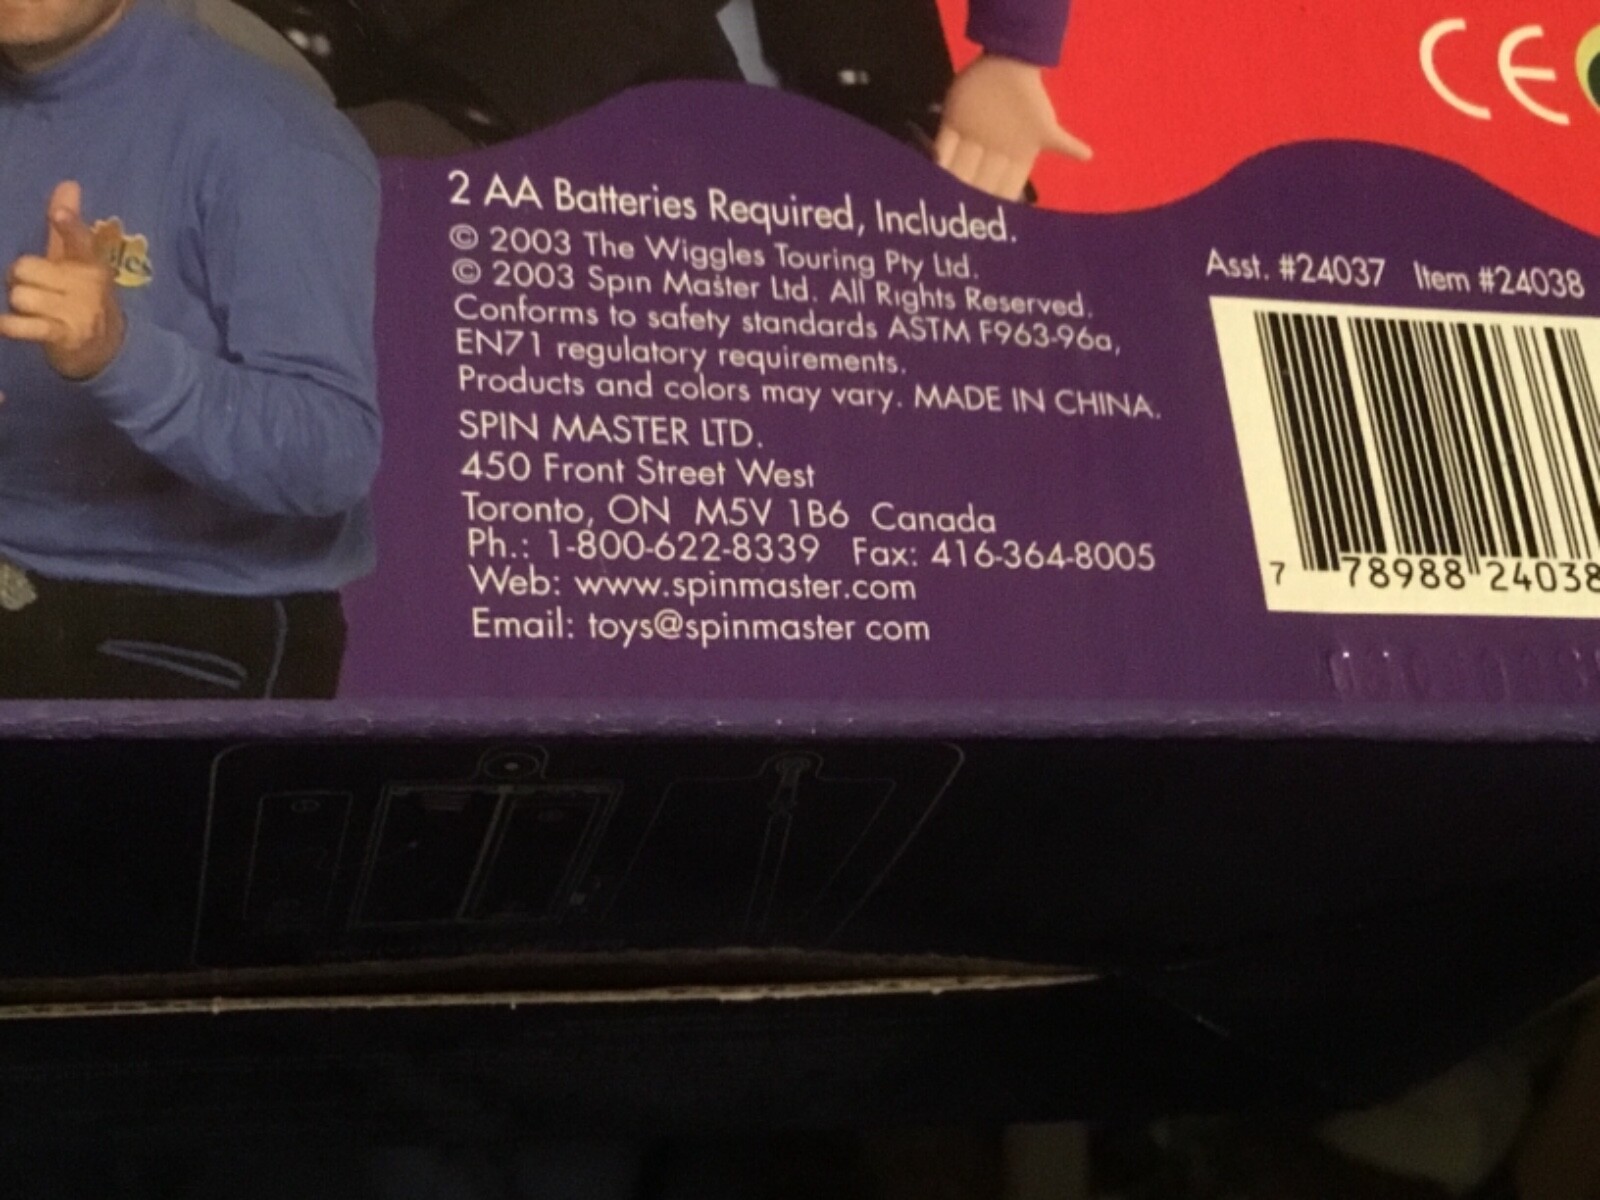 CE
les
2 AA Batteries Required, Included.
© 2003 The Wiggles Touring Pty Ltd.
© 2003 Spin Master Ltd. All Rights Reserved.
Conforms to safety standards ASTM F963-96a,
EN71 regulatory requirements.
Products and colors may vary. MADE IN CHINA.
SPIN MASTER LTD.
450 Front Street West
Toronto, ON M5V 1B6 Canada
Ph.: 1-800-622-8339 Fax: 416-364-8005
Web: www.spinmaster.com
Email: toys@spinmaster com
Asst. #24037 Item #24038
7 78988 24038